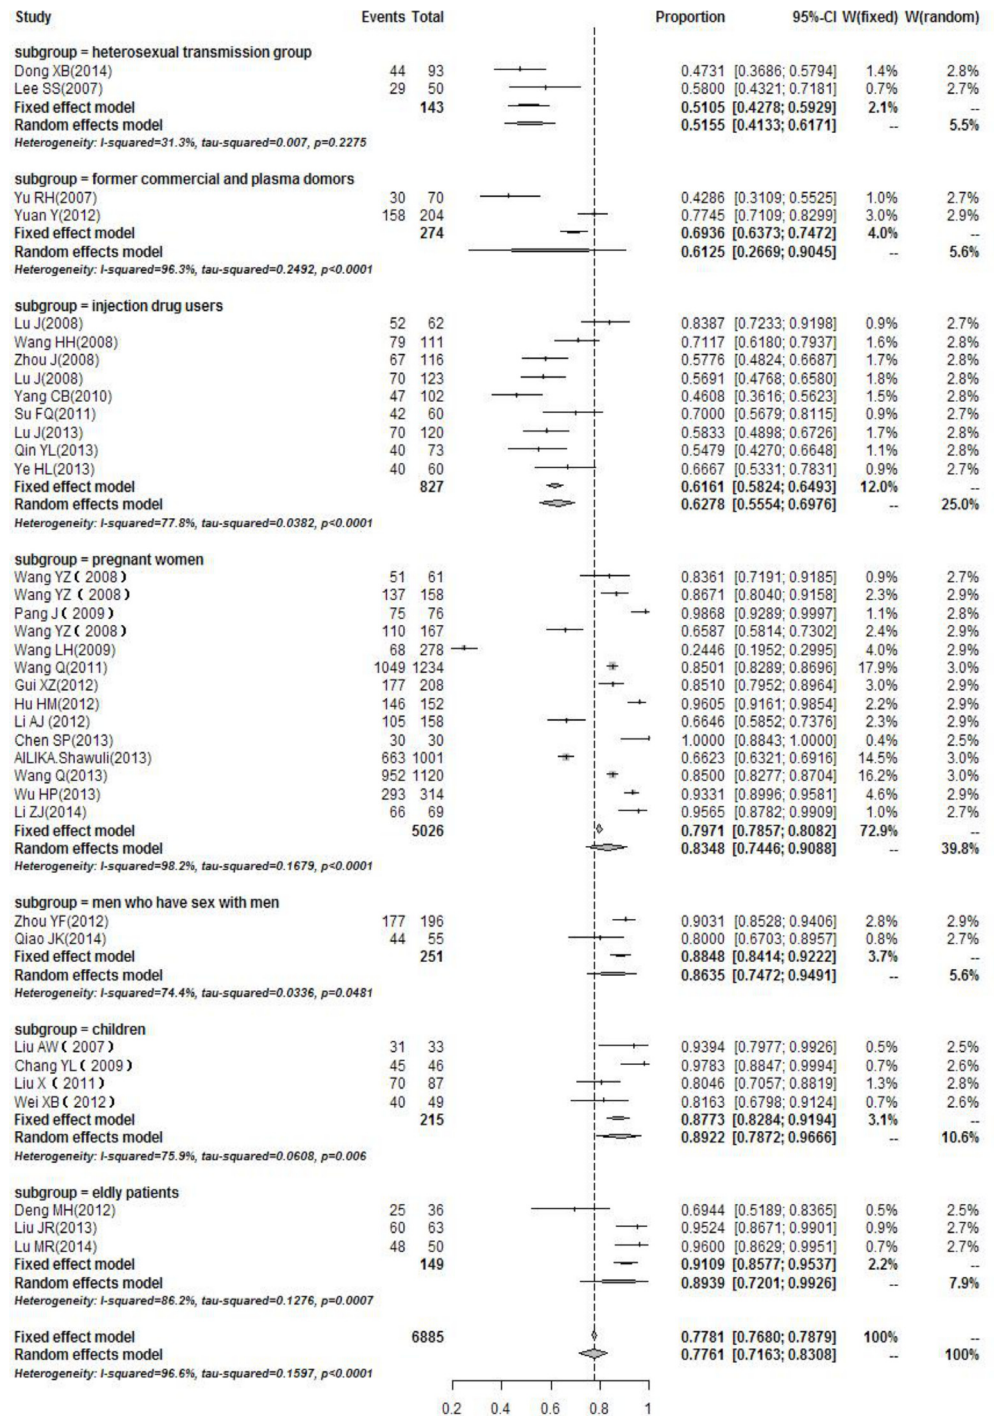 Study Events Total Proportion 95%-CI W(fixed) W(random)
subgroup = heterosexual transmission group
Dong XB(2014) 44 93 0.4731 [0.3686; 0.5794] 1.4% 2.8%
Lee SS(2007) 29 50 0.5800 [0.4321; 0.7181] 0.7% 2.7%
Fixed effect model 143 0.5105 [0.4278; 0.5929] 2.1% --
Random effects model 0.5155 [0.4133; 0.6171] -- 5.5%
Heterogeneity: I-squared=31.3%, tau-squared=0.007, p=0.2275
subgroup = former commercial and plasma domors
Yu RH(2007) 30 70 0.4286 [0.3109; 0.5525] 1.0% 2.7%
Yuan Y(2012) 158 204 0.7745 [0.7109; 0.8299] 3.0% 2.9%
Fixed effect model 274 0.6936 [0.6373; 0.7472] 4.0% --
Random effects model 0.6125 [0.2669; 0.9045] -- 5.6%
Heterogeneity: I-squared=96.3%, tau-squared=0.2492, p<0.0001
subgroup = injection drug users
Lu J(2008) 52 62 0.8387 [0.7233; 0.9198] 0.9% 2.7%
Wang HH(2008) 79 111 0.7117 [0.6180; 0.7937] 1.6% 2.8%
Zhou J(2008) 67 116 0.5776 [0.4824; 0.6687] 1.7% 2.8%
Lu J(2008) 70 123 0.5691 [0.4768; 0.6580] 1.8% 2.8%
Yang CB(2010) 47 102 0.4608 [0.3616; 0.5623] 1.5% 2.8%
Su FQ(2011) 42 60 0.7000 [0.5679; 0.8115] 0.9% 2.7%
Lu J(2013) 70 120 0.5833 [0.4898; 0.6726] 1.7% 2.8%
Qin YL(2013) 40 73 0.5479 [0.4270; 0.6648] 1.1% 2.8%
Ye HL(2013) 40 60 0.6667 [0.5331; 0.7831] 0.9% 2.7%
Fixed effect model 827 0.6161 [0.5824; 0.6493] 12.0% --
Random effects model 0.6278 [0.5554; 0.6976] -- 25.0%
Heterogeneity: I-squared=77.8%, tau-squared=0.0382, p<0.0001
subgroup = pregnant women
Wang YZ( 2008) 51 61 0.8361 [0.7191; 0.9185] 0.9% 2.7%
Wang YZ ( 2008) 137 158 0.8671 [0.8040; 0.9158] 2.3% 2.9%
Pang J ( 2009) 75 76 0.9868 [0.9289; 0.9997] 1.1% 2.8%
Wang YZ( 2008) 110 167 0.6587 [0.5814; 0.7302] 2.4% 2.9%
Wang LH(2009) 68 278 0.2446 [0.1952; 0.2995] 4.0% 2.9%
Wang Q(2011) 1049 1234 0.8501 [0.8289; 0.8696] 17.9% 3.0%
Gui XZ(2012) 177 208 0.8510 [0.7952; 0.8964] 3.0% 2.9%
Hu HM(2012) 146 152 0.9605 [0.9161; 0.9854] 2.2% 2.9%
Li AJ (2012) 105 158 0.6646 [0.5852; 0.7376] 2.3% 2.9%
Chen SP(2013) 30 30 1.0000 [0.8843; 1.0000] 0.4% 2.5%
AILIKA.Shawuli(2013) 663 1001 0.6623 [0.6321; 0.6916] 14.5% 3.0%
Wang Q(2013) 952 1120 0.8500 [0.8277; 0.8704] 16.2% 3.0%
Wu HP(2013) 293 314 0.9331 [0.8996; 0.9581] 4.6% 2.9%
Li ZJ(2014) 66 69 0.9565 [0.8782; 0.9909] 1.0% 2.7%
Fixed effect model 5026 0.7971 [0.7857; 0.8082] 72.9% --
Random effects model 0.8348 [0.7446; 0.9088] -- 39.8%
Heterogeneity: I-squared=98.2%, tau-squared=0.1679, p<0.0001
subgroup = men who have sex with men
Zhou YF(2012) 177 196 0.9031 [0.8528; 0.9406] 2.8% 2.9%
Qiao JK(2014) 44 55 0.8000 [0.6703; 0.8957] 0.8% 2.7%
Fixed effect model 251 0.8848 [0.8414; 0.9222] 3.7% --
Random effects model 0.8635 [0.7472; 0.9491] -- 5.6%
Heterogeneity: I-squared=74.4%, tau-squared=0.0336, p=0.0481
subgroup = children
Liu AW( 2007) 31 33 0.9394 [0.7977; 0.9926] 0.5% 2.5%
Chang YL( 2009) 45 46 0.9783 [0.8847; 0.9994] 0.7% 2.6%
Liu X ( 2011) 70 87 0.8046 [0.7057; 0.8819] 1.3% 2.8%
Wei XB( 2012) 40 49 0.8163 [0.6798; 0.9124] 0.7% 2.6%
Fixed effect model 215 0.8773 [0.8284; 0.9194] 3.1% --
Random effects model 0.8922 [0.7872; 0.9666] -- 10.6%
Heterogeneity: I-squared=75.9%, tau-squared=0.0608, p=0.006
subgroup = eldly patients
Deng MH(2012) 25 36 0.6944 [0.5189; 0.8365] 0.5% 2.5%
Liu JR(2013) 60 63 0.9524 [0.8671; 0.9901] 0.9% 2.7%
Lu MR(2014) 48 50 0.9600 [0.8629; 0.9951] 0.7% 2.7%
Fixed effect model 149 0.9109 [0.8577; 0.9537] 2.2% --
Random effects model 0.8939 [0.7201; 0.9926] -- 7.9%
Heterogeneity: I-squared=86.2%, tau-squared=0.1276, p=0.0007
Fixed effect model 6885 0.7781 [0.7680; 0.7879] 100% --
Random effects model 0.7761 [0.7163; 0.8308] -- 100%
Heterogeneity: I-squared=96.6%, tau-squared=0.1597, p<0.0001
0.2 0.4 0.6 0.8 1